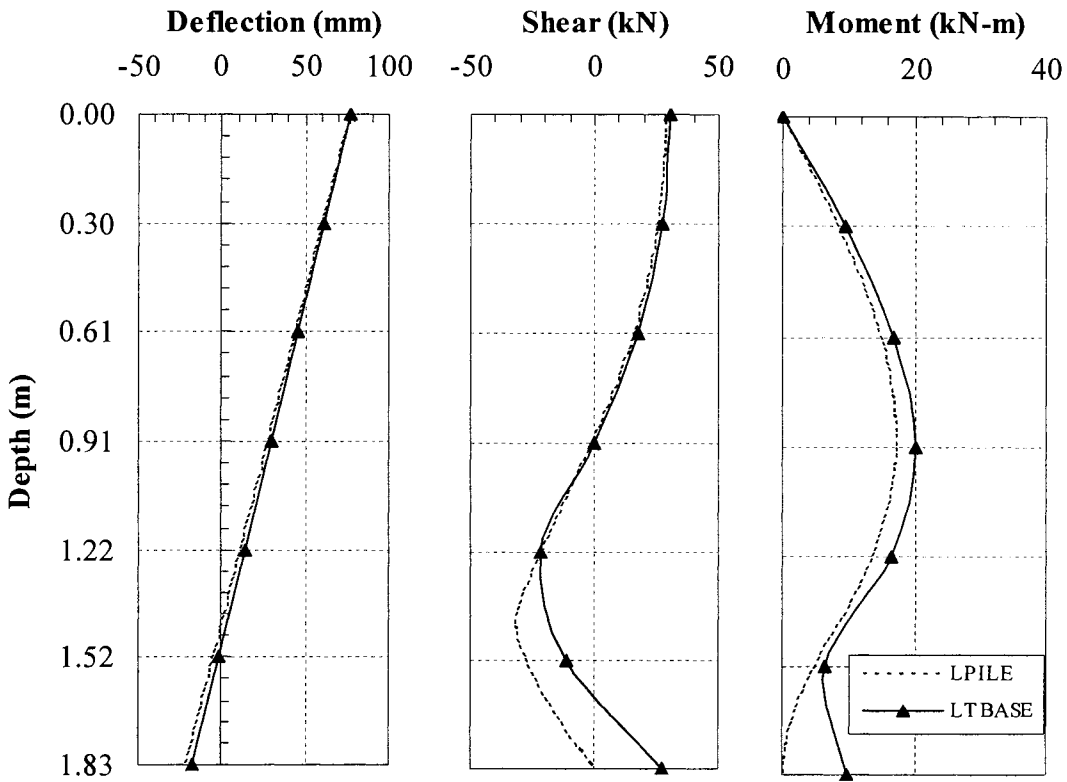 Deflection (mm)
-50 0 50 100
Shear (kN)
-50 0 50
Moment (kN-m)
0 20 40
Depth (m)
0.00
0.30
0.61
0.91
1.22
1.52
1.83
LPILE
LTBASE